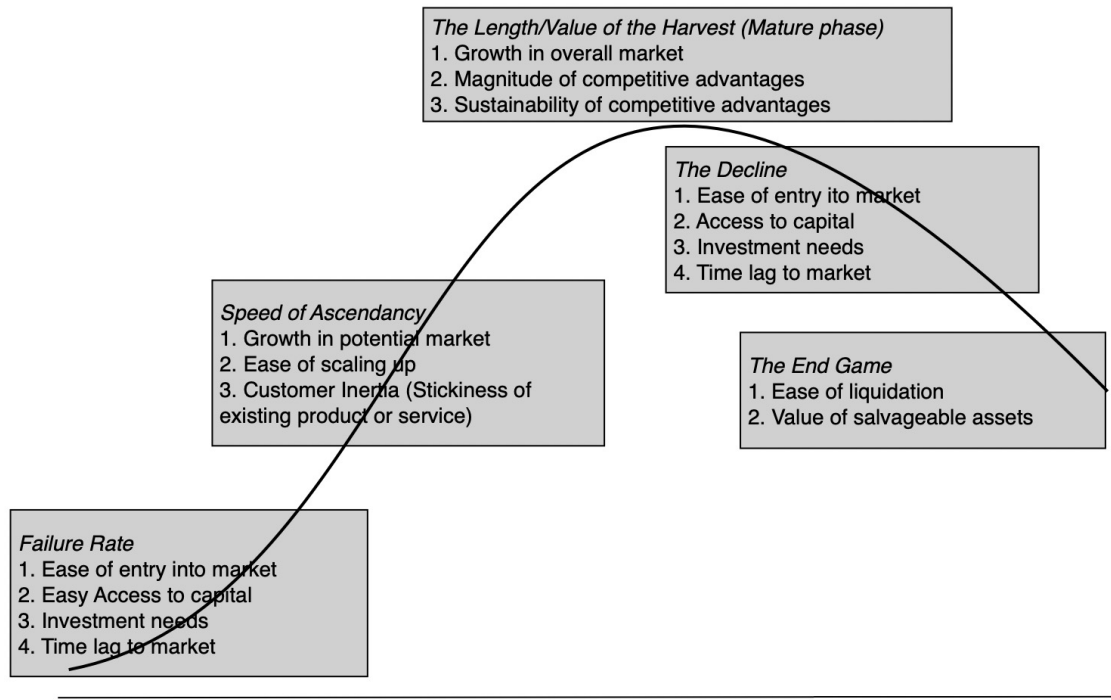 The Length/Value of the Harvest (Mature phase)
1. Growth in overall market
2. Magnitude of competitive advantages
3. Sustainability of competitive advantages
The Decline
1. Ease of entry ito market
2. Access to capital
3. Investment needs
4. Time lag to market
Speed of Ascendancy
1. Growth in potential market
2. Ease of scaling up
3. Customer Inertia (Stickiness of
existing product or service)
The End Game
1. Ease of liquidation
2. Value of salvageable assets
Failure Rate
1. Ease of entry into market
2. Easy Access to capital
3. Investment needs
4. Time lag to market